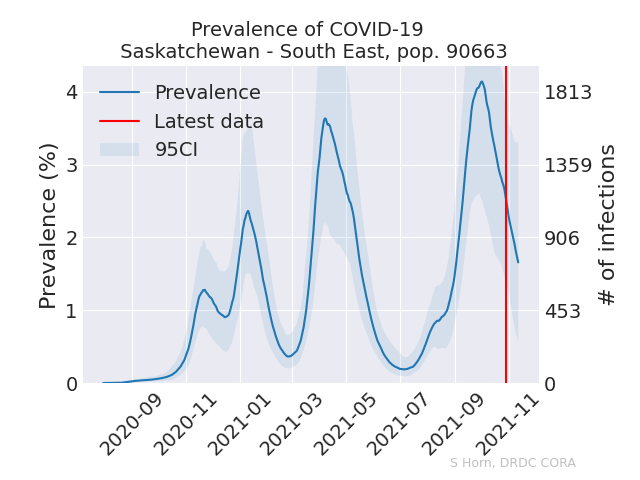 Prevalence of COVID-19
Saskatchewan - South East, pop. 90663
Prevalence
Latest data
95CI
Prevalence (%)
4
3
2
1
0
1813
1359
906
453
0
# of infections
2020-09
2020-11
2021-01
2021-03
2021-05
2021-07
2021-09
2021-11
S Horn, DRDC CORA